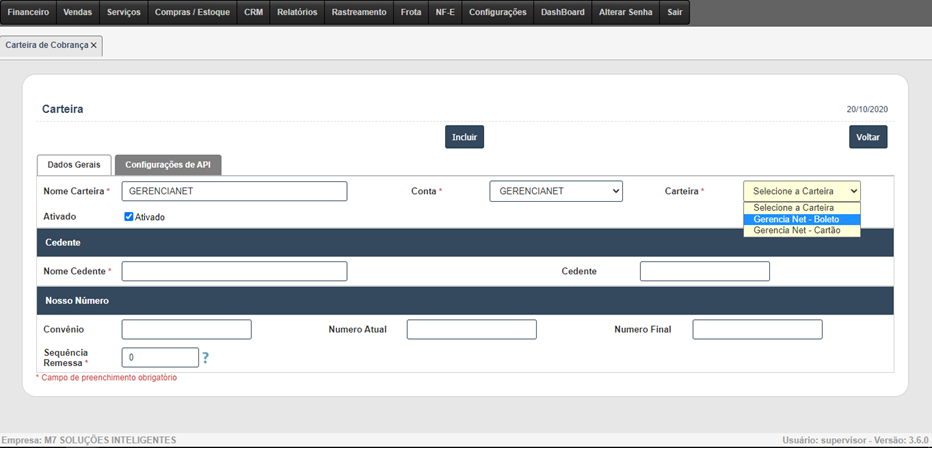 Financeiro Vendas Serviços Compras / Estoque CRM Relatórios Rastreamento Frota NF-E Configurações DashBoard Alterar Senha Sair
Carteira de Cobrança X
Carteira 20/10/2020
Incluir Voltar
Dados Gerais Configurações de API
Nome Carteira * GERENCIANET Conta * GERENCIANET Carteira * Selecione a Carteira
Selecione a Carteira
Ativado Ativado Gerencia Net - Boleto
Gerencia Net - Cartão
Cedente
Nome Cedente * Cedente
Nosso Número
Convênio Numero Atual Numero Final
Sequência
Remessa * 0 ?
* Campo de preenchimento obrigatório
Empresa: M7 SOLUÇÕES INTELIGENTES Usuário: supervisor - Versão: 3.6.0